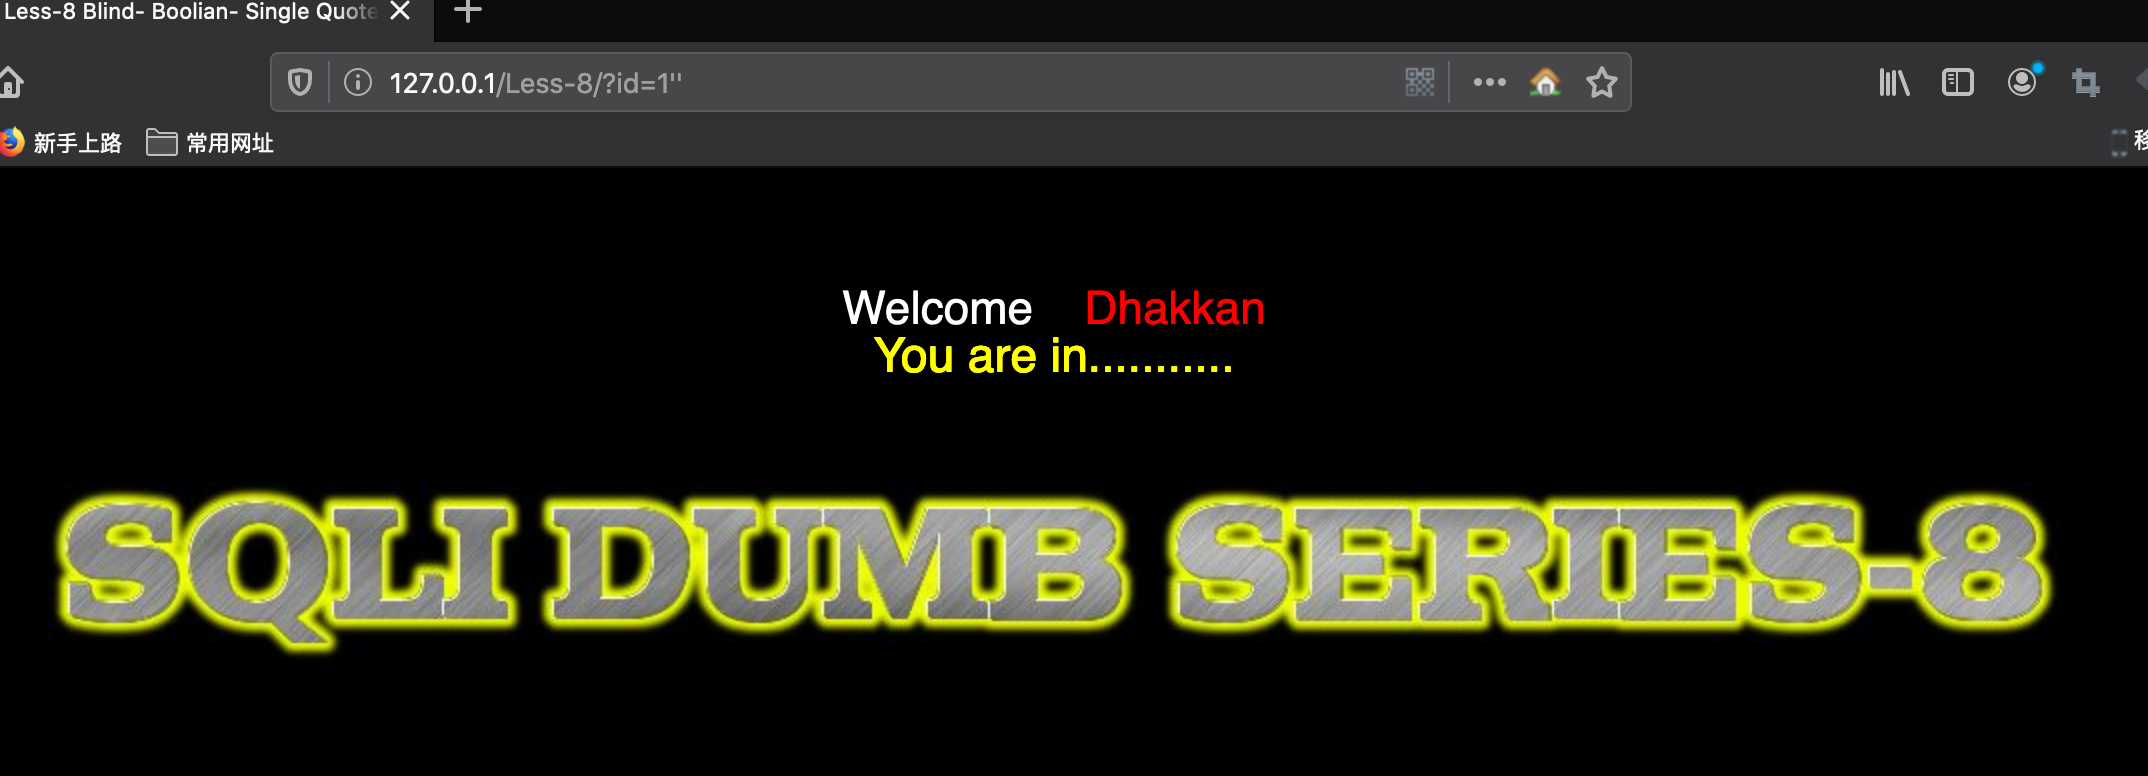 Less-8 Blind- Boolian- Single Quote
127.0.0.1/Less-8/?id=1''
新手上路 常用网址 移
Welcome Dhakkan
You are in...........
SQLI DUMB SERIES-8